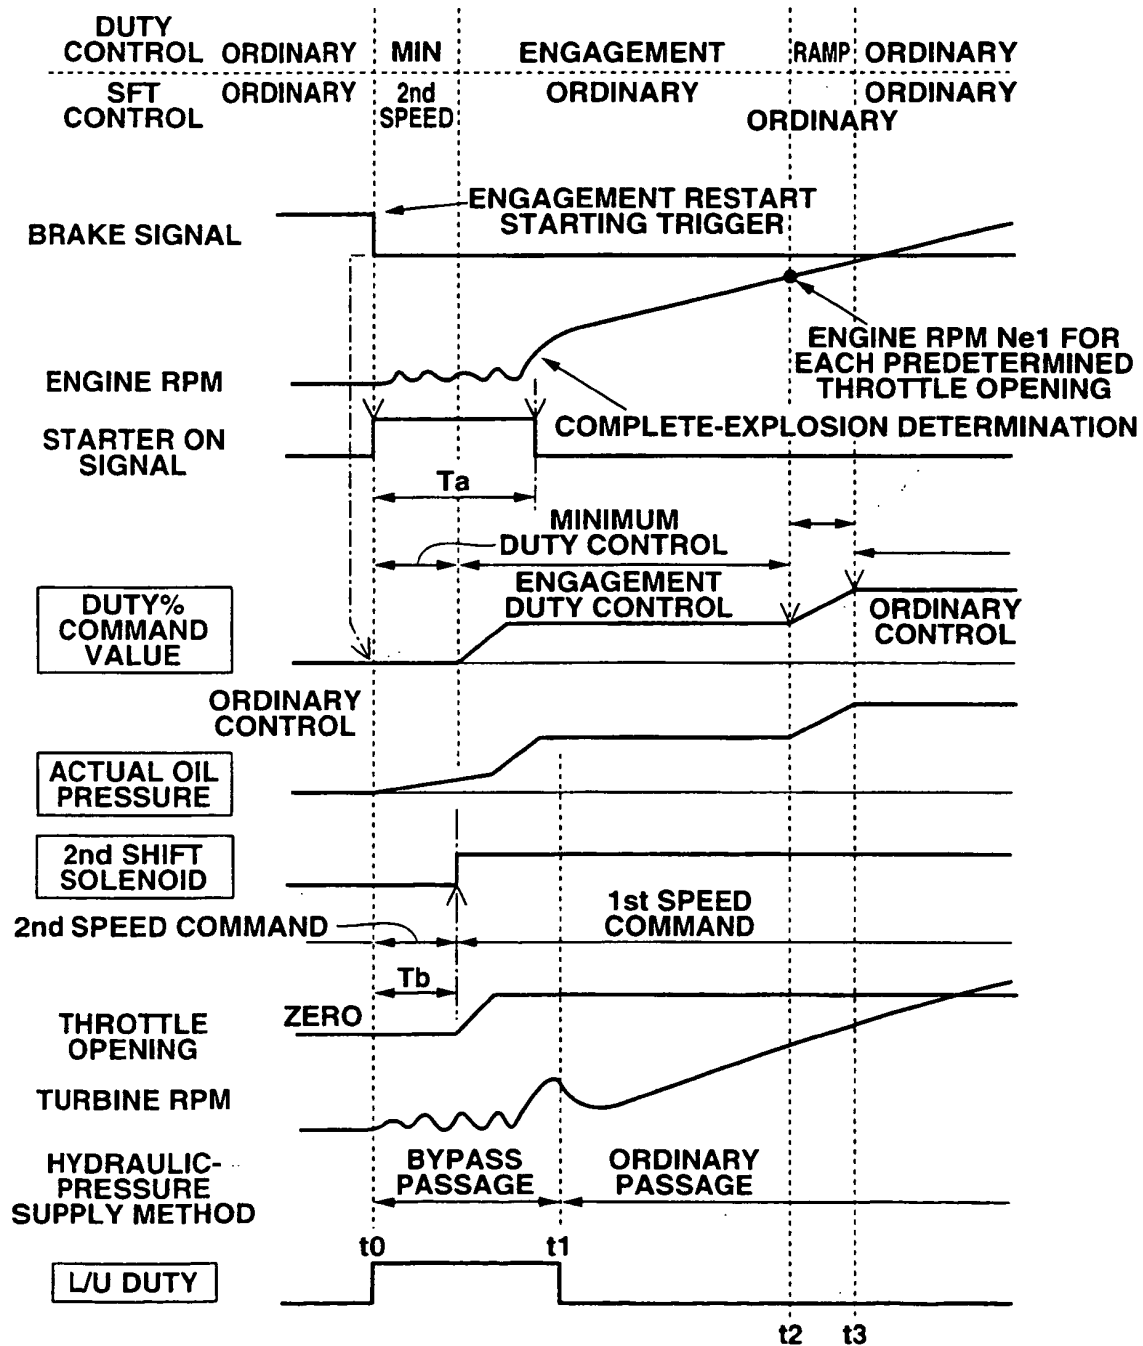 DUTY
CONTROL ORDINARY MIN ENGAGEMENT RAMP ORDINARY
SFT
CONTROL
ORDINARY
2nd
SPEED
ORDINARY
ORDINARY
ORDINARY
ENGAGEMENT RESTART
STARTING TRIGGER
BRAKE SIGNAL
ENGINE RPM Ne1 FOR
EACH PREDETERMINED
THROTTLE OPENING
ENGINE RPM
COMPLETE-EXPLOSION DETERMINATION
STARTER ON
SIGNAL
Ta
MINIMUM
DUTY CONTROL
ENGAGEMENT
DUTY CONTROL
DUTY%
COMMAND
VALUE
ORDINARY
CONTROL
ORDINARY
CONTROL
ACTUAL OIL
PRESSURE
2nd SHIFT
SOLENOID
2nd SPEED COMMAND
1st SPEED
COMMAND
Tb
ZERO
THROTTLE
OPENING
TURBINE RPM
HYDRAULIC-
PRESSURE
SUPPLY METHOD
BYPASS
PASSAGE
ORDINARY
PASSAGE
t0
t1
L/U DUTY
t2
t3